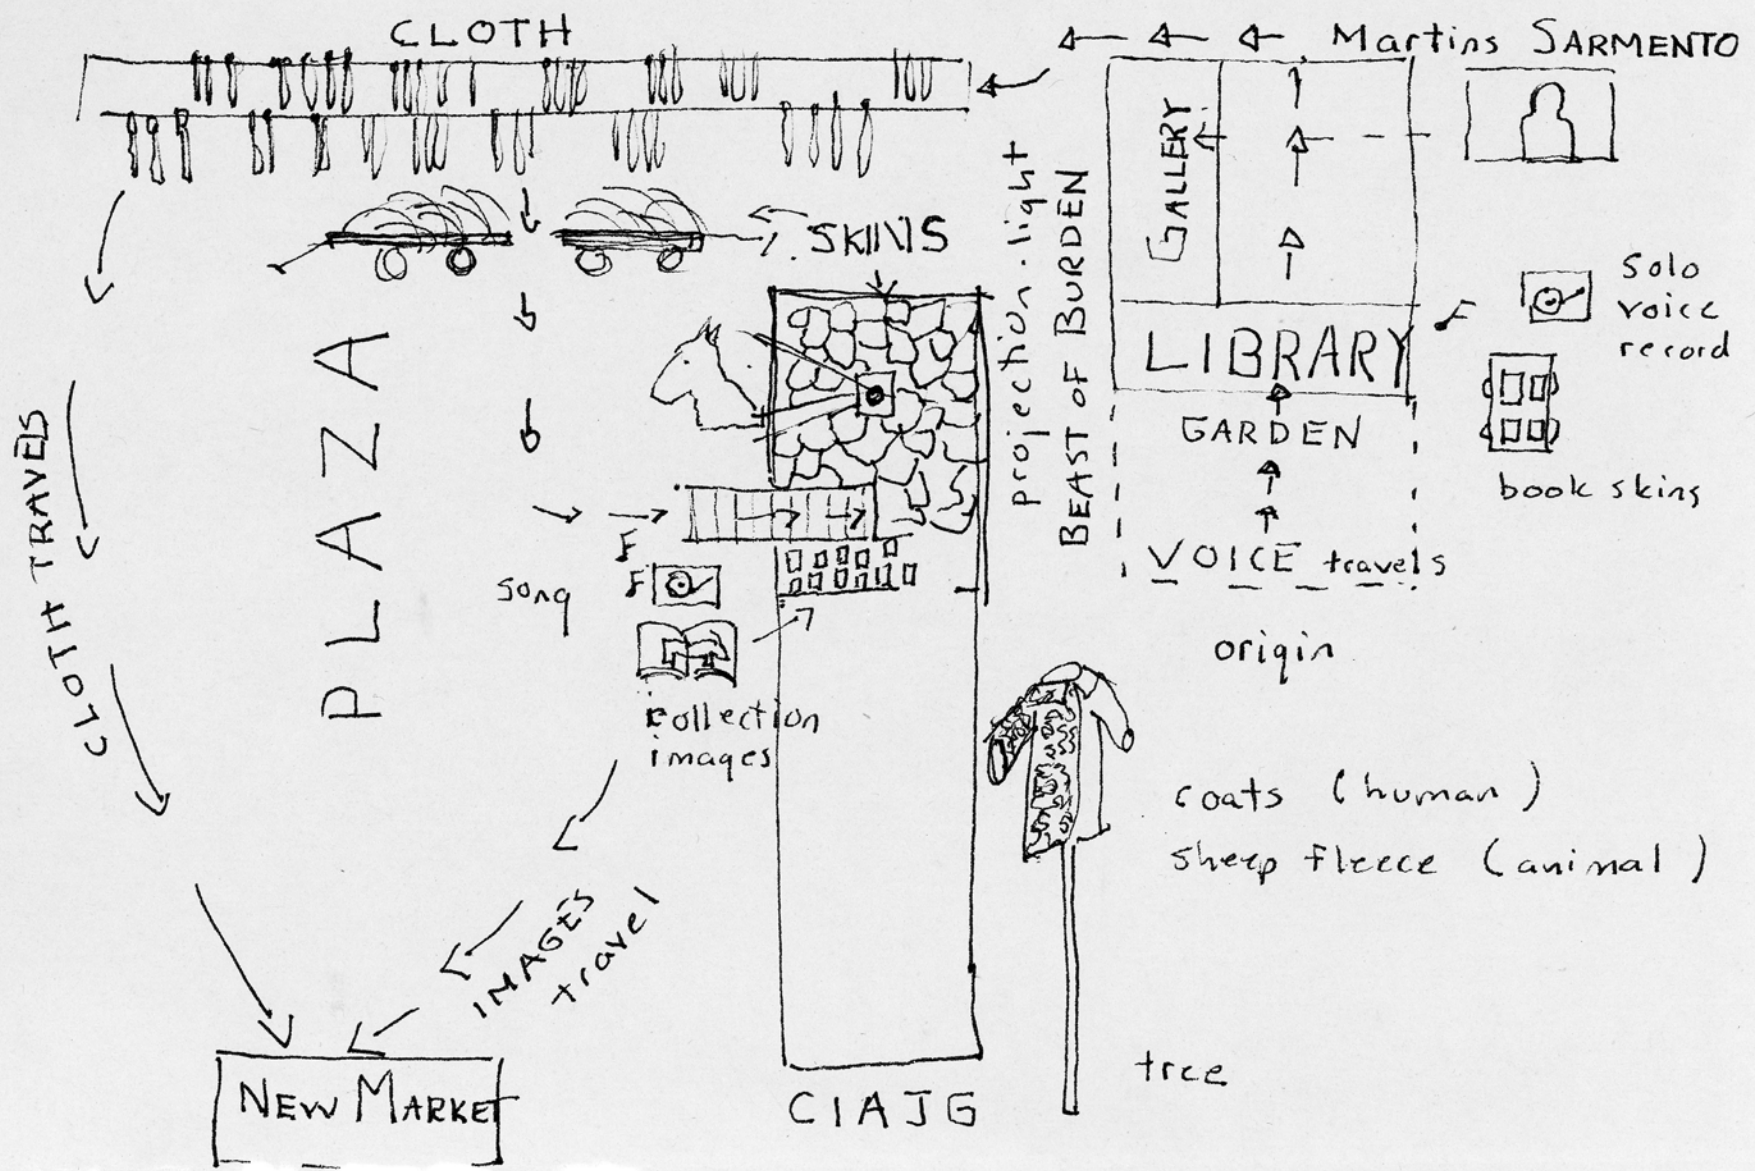 CLOTH
Martins SARMENTO
GALLERY
projection.light
BEAST OF BURDEN
SKINS
solo
voice
record
LIBRARY
GARDEN
book skins
VOICE travels
origin
PLAZA
CLOTH TRAVELS
song
collection
images
coats (human)
sheep fleece (animal)
IMAGES
travel
tree
NEW MARKET
CIAJG